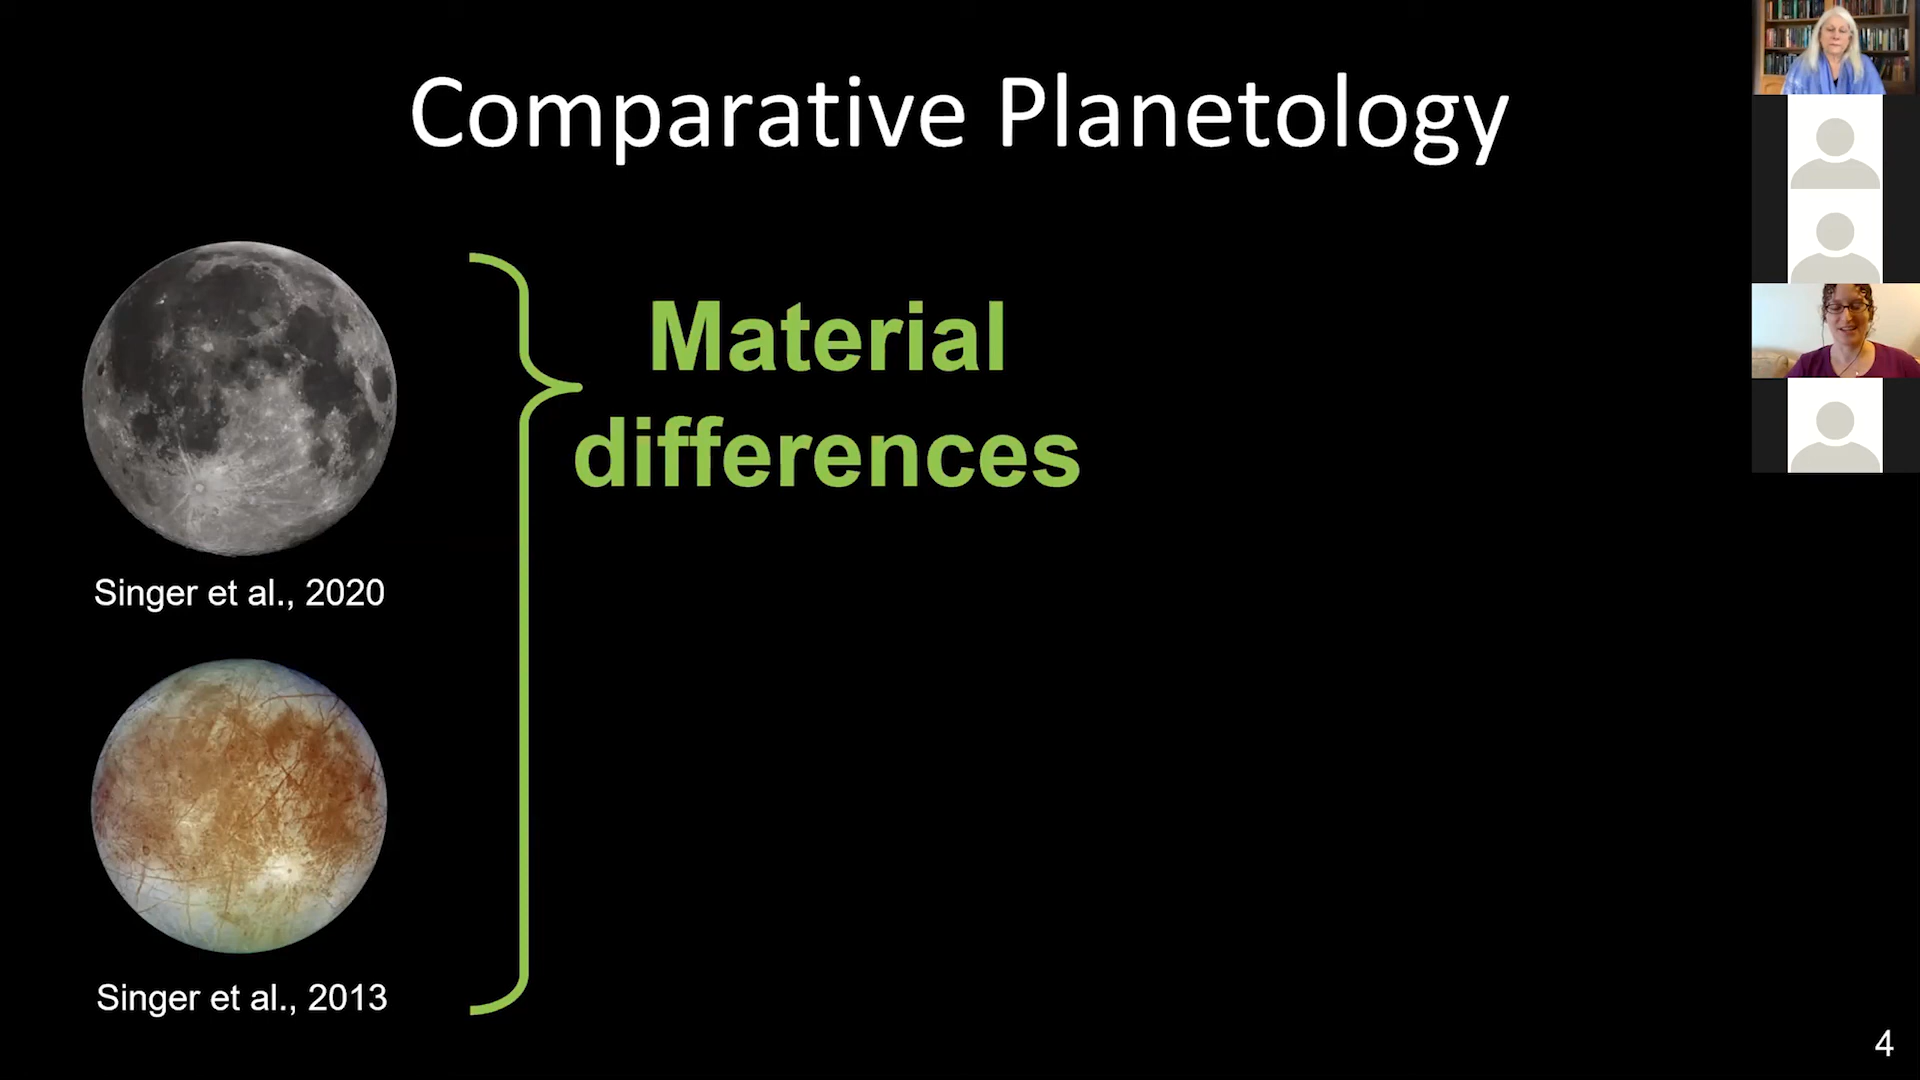 Comparative Planetology
Material
differences
Singer et al., 2020
Singer et al., 2013
4